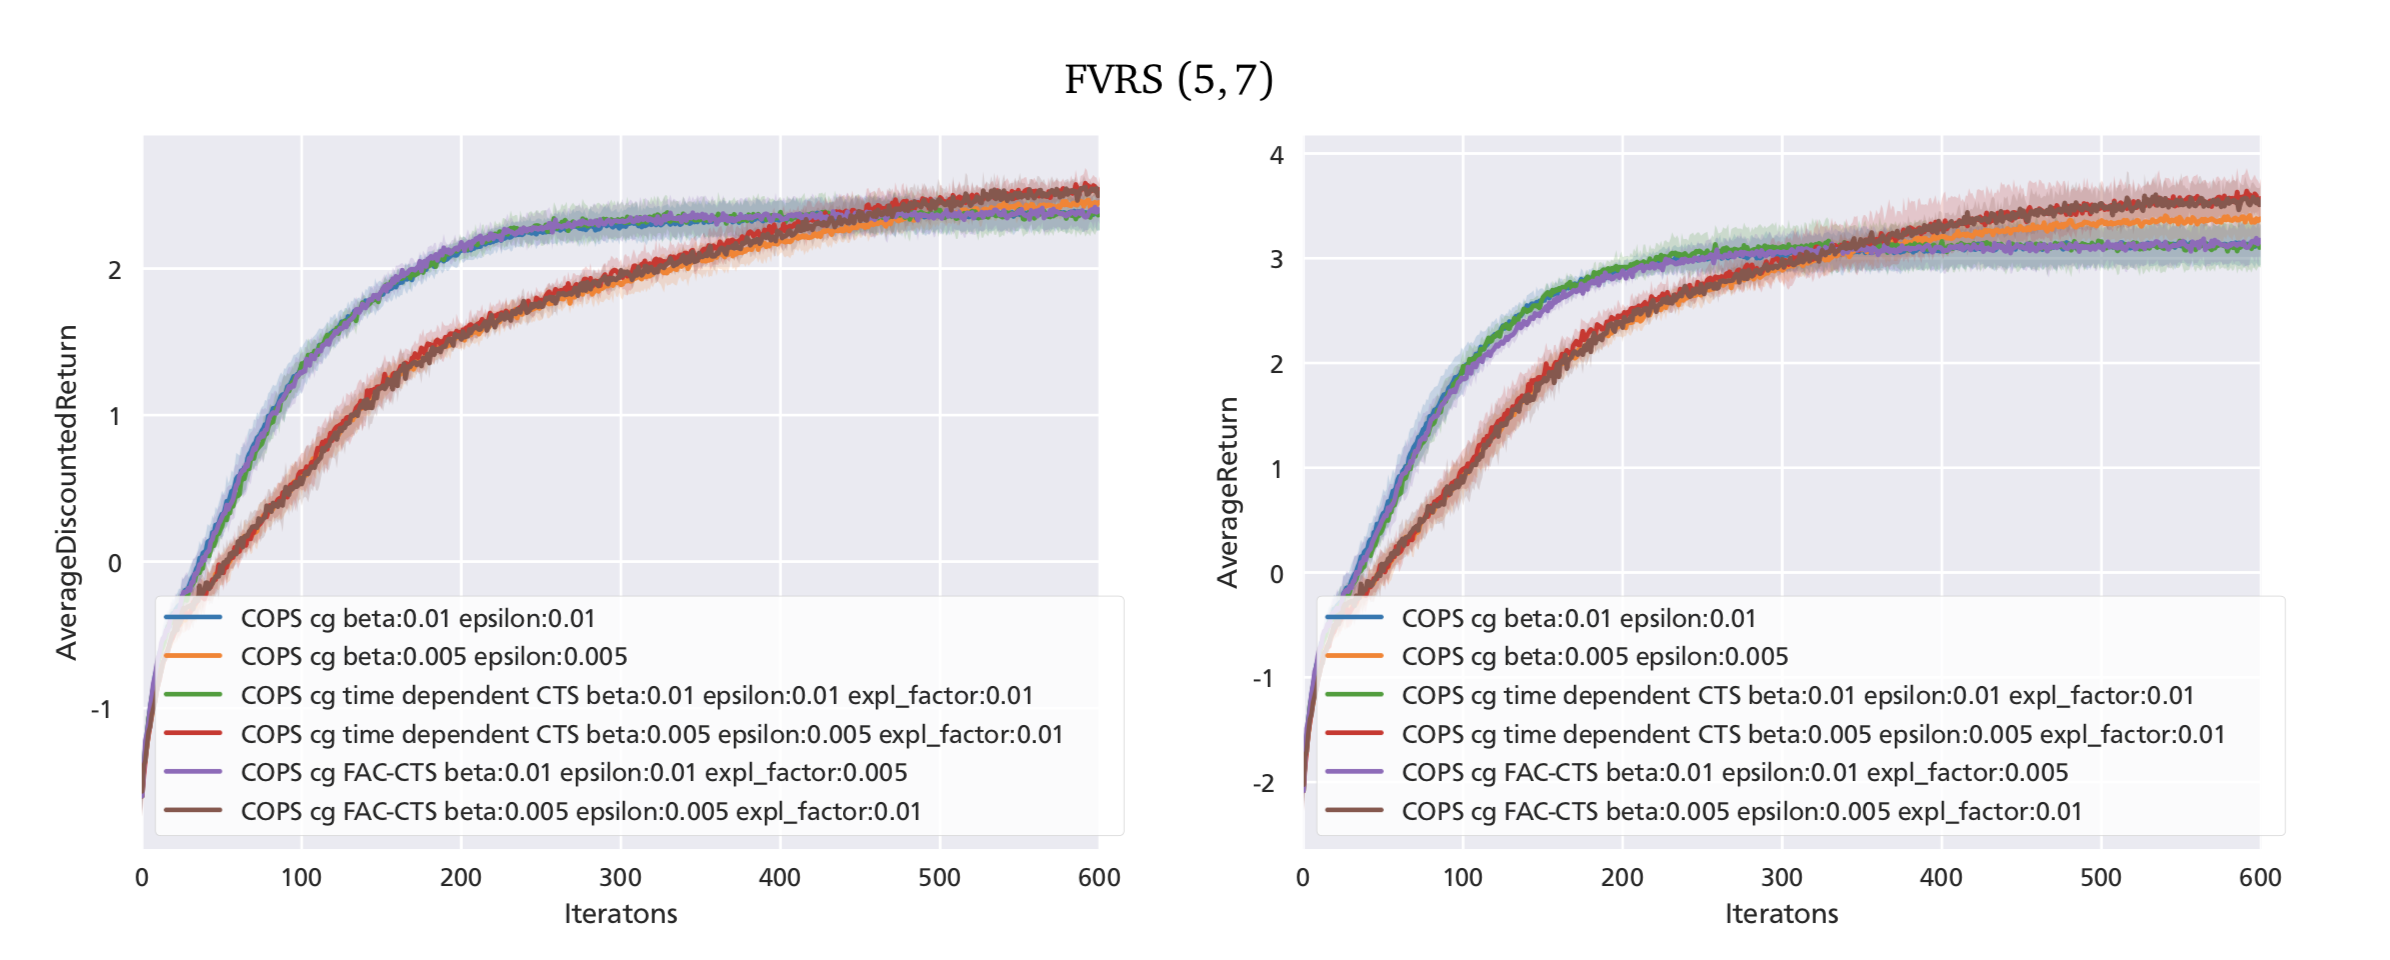 FVRS (5, 7)
AverageDiscountedReturn
2
1
0
-1
COPS cg beta:0.01 epsilon:0.01
COPS cg beta:0.005 epsilon:0.005
COPS cg time dependent CTS beta:0.01 epsilon:0.01 expl_factor:0.01
COPS cg time dependent CTS beta:0.005 epsilon:0.005 expl_factor:0.01
COPS cg FAC-CTS beta:0.01 epsilon:0.01 expl_factor:0.005
COPS cg FAC-CTS beta:0.005 epsilon:0.005 expl_factor:0.01
0 100 200 300 400 500 600
Iteratons
AverageReturn
4
3
2
1
0
-1
-2
COPS cg beta:0.01 epsilon:0.01
COPS cg beta:0.005 epsilon:0.005
COPS cg time dependent CTS beta:0.01 epsilon:0.01 expl_factor:0.01
COPS cg time dependent CTS beta:0.005 epsilon:0.005 expl_factor:0.01
COPS cg FAC-CTS beta:0.01 epsilon:0.01 expl_factor:0.005
COPS cg FAC-CTS beta:0.005 epsilon:0.005 expl_factor:0.01
0 100 200 300 400 500 600
Iteratons